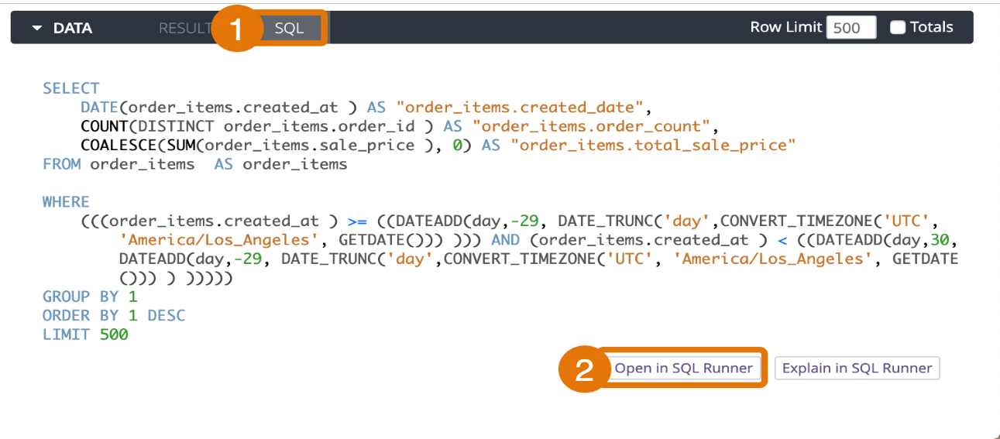 ▼ DATA RESULT 1 SQL Row Limit 500 Totals
SELECT
DATE(order_items.created_at ) AS "order_items.created_date",
COUNT(DISTINCT order_items.order_id ) AS "order_items.order_count",
COALESCE(SUM(order_items.sale_price ), 0) AS "order_items.total_sale_price"
FROM order_items  AS order_items
WHERE
(((order_items.created_at ) >= ((DATEADD(day,-29, DATE_TRUNC('day',CONVERT_TIMEZONE('UTC',
'America/Los_Angeles', GETDATE())) ))) AND (order_items.created_at ) < ((DATEADD(day,30,
DATEADD(day,-29, DATE_TRUNC('day',CONVERT_TIMEZONE('UTC', 'America/Los_Angeles', GETDATE
())) ) ) )))))
GROUP BY 1
ORDER BY 1 DESC
LIMIT 500
2 Open in SQL Runner Explain in SQL Runner